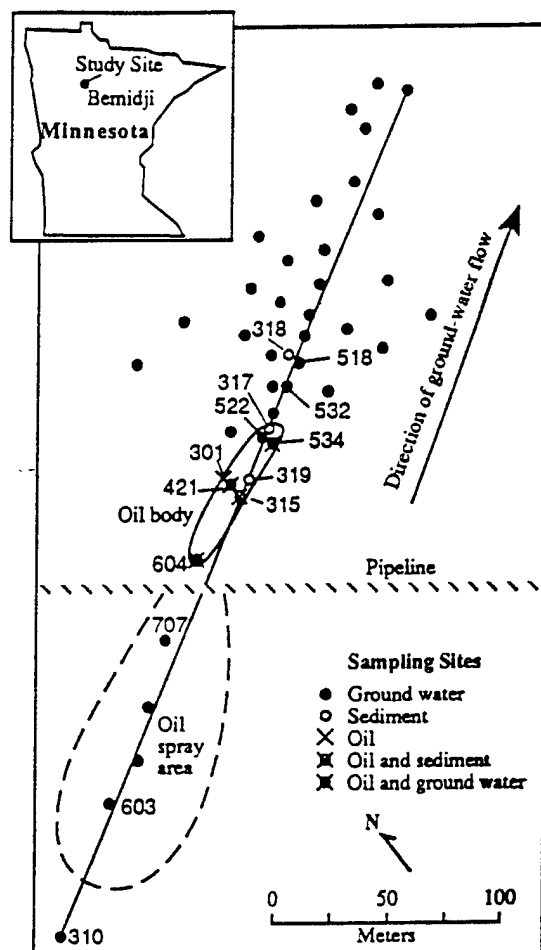 Study Site
Bemidji
Minnesota
Direction of ground-water flow
318
518
317
522
532
534
301
421
319
315
Oil body
604
Pipeline
707
Oil
spray
area
603
310
Sampling Sites
Ground water
Sediment
Oil
Oil and sediment
Oil and ground water
N
0 50 100
Meters